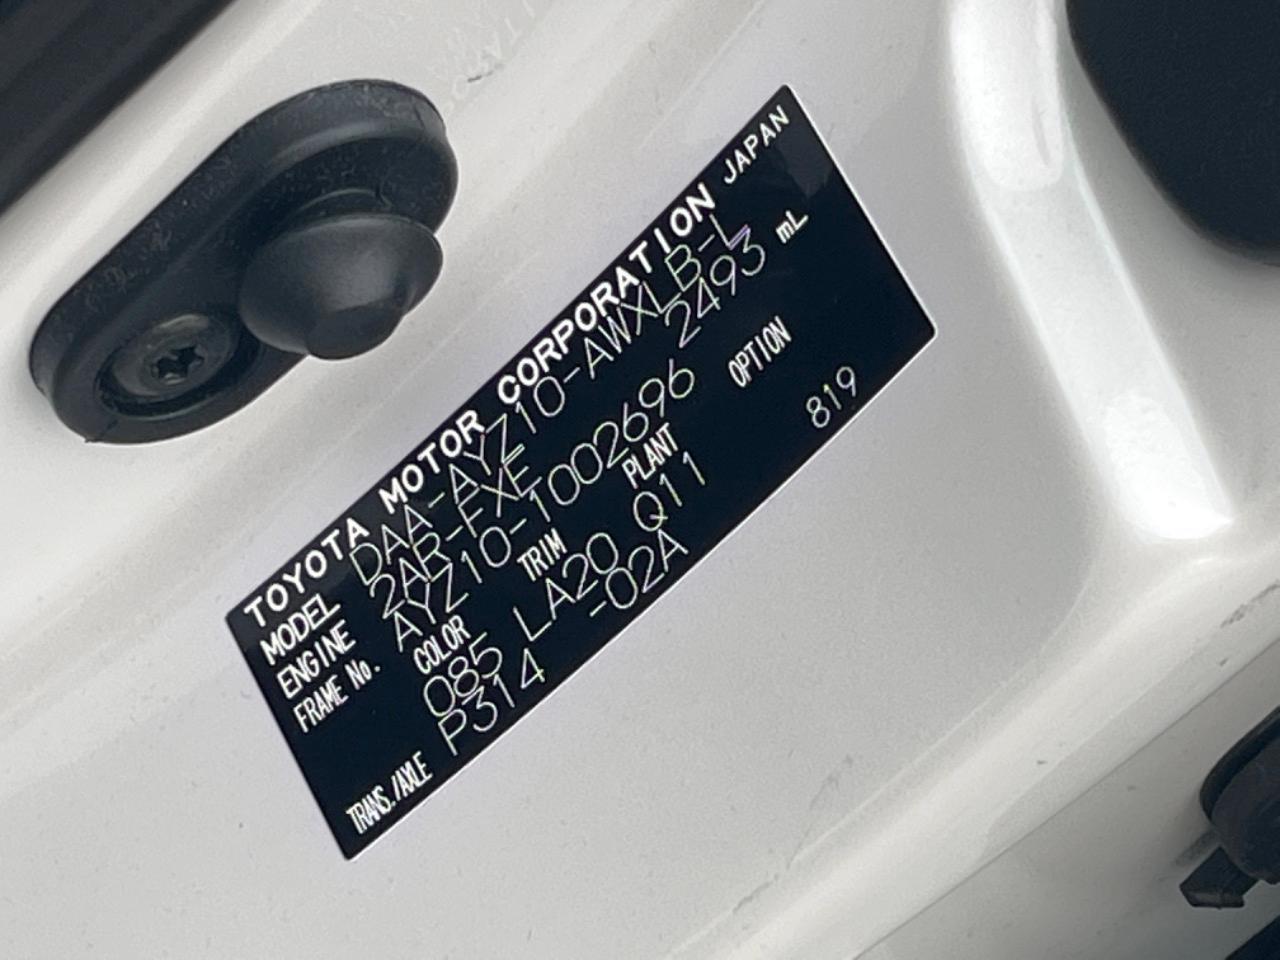 TOYOTA MOTOR CORPORATION JAPAN
MODEL DAA-AYZ10-AWXLB-L
ENGINE 2AR-FXE 2493 mL
FRAME No. AYZ10-1002696
COLOR TRIM PLANT OPTION
085 LA20 Q11 819
TRANS./AXLE P314 -02A